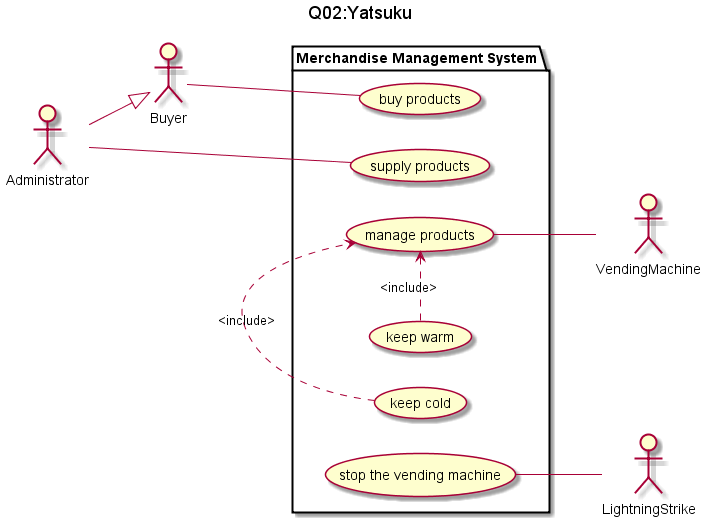 Q02:Yatsuku
Merchandise Management System
buy products
Buyer
supply products
Administrator
manage products
VendingMachine
<include>
<include>
keep warm
keep cold
stop the vending machine
LightningStrike